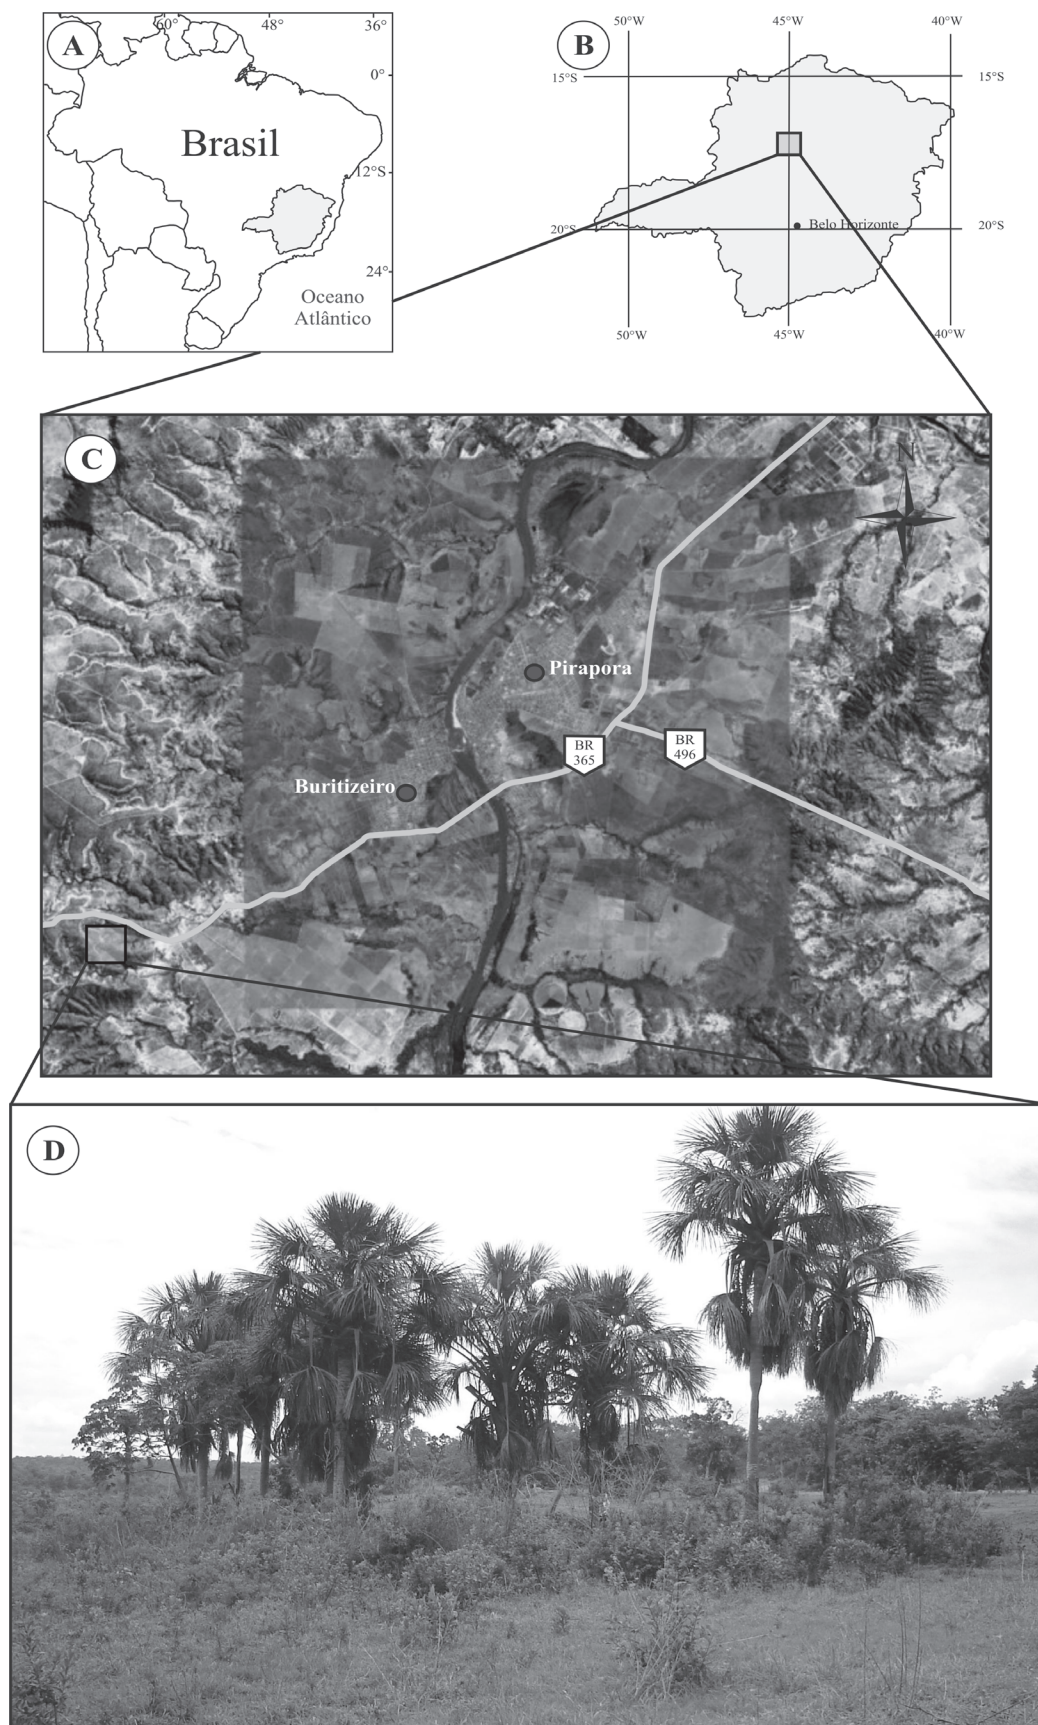 A
60°
48°
36°
0°
Brasil
12°S
24°
Oceano
Atlântico
B
50°W
45°W
40°W
15°S
15°S
Belo Horizonte
20°S
20°S
50°W
45°W
40°W
C
N
Pirapora
BR
365
BR
496
Buritizeiro
D